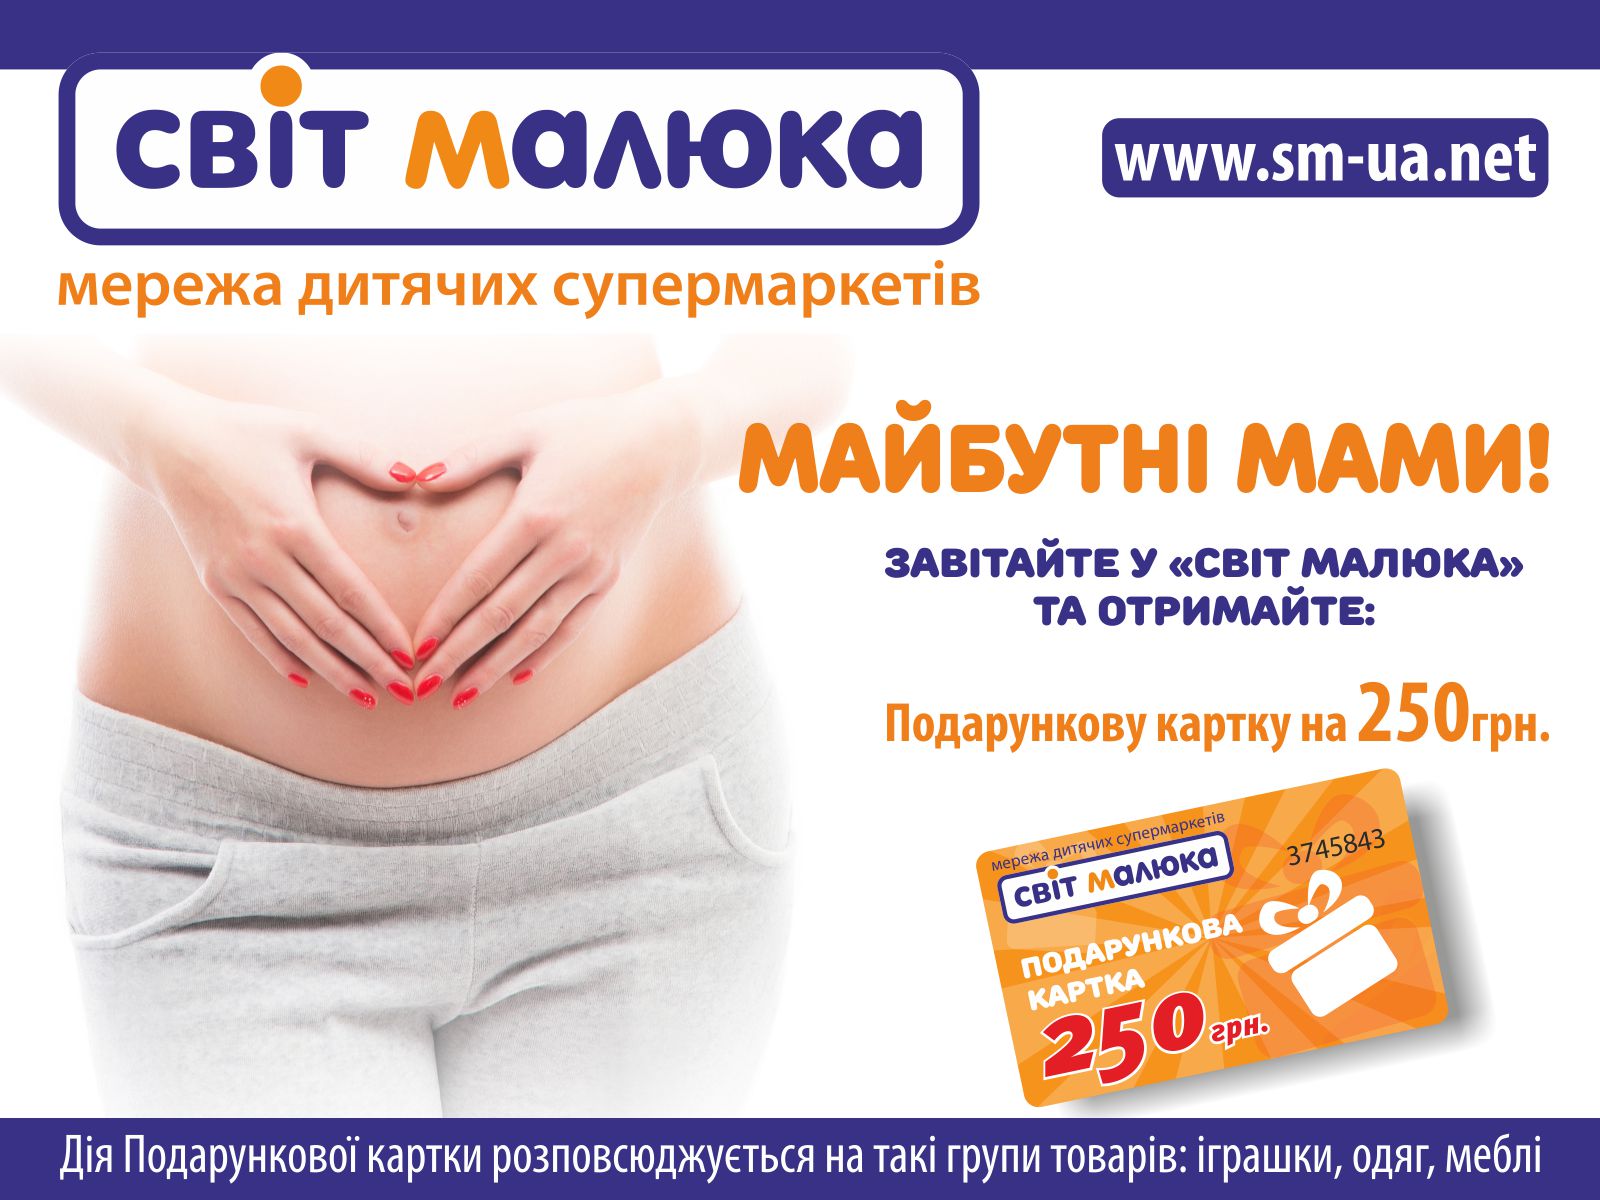 світ малюка
www.sm-ua.net
мережа дитячих супермаркетів
МАЙБУТНІ МАМИ!
ЗАВІТАЙТЕ У «СВІТ МАЛЮКА»
ТА ОТРИМАЙТЕ:
Подарункову картку на 250грн.
мережа дитячих супермаркетів
світ малюка
3745843
ПОДАРУНКОВА
КАРТКА
250 грн.
Дія Подарункової картки розповсюджується на такі групи товарів: іграшки, одяг, меблі